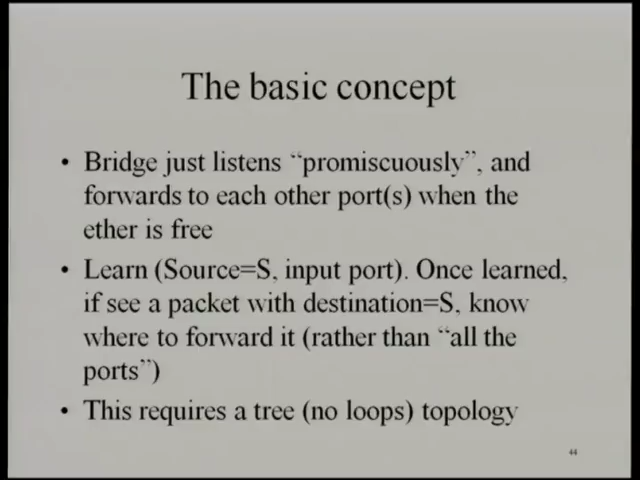 The basic concept
• Bridge just listens “promiscuously”, and
forwards to each other port(s) when the
ether is free
• Learn (Source=S, input port). Once learned,
if see a packet with destination=S, know
where to forward it (rather than “all the
ports”)
• This requires a tree (no loops) topology
44